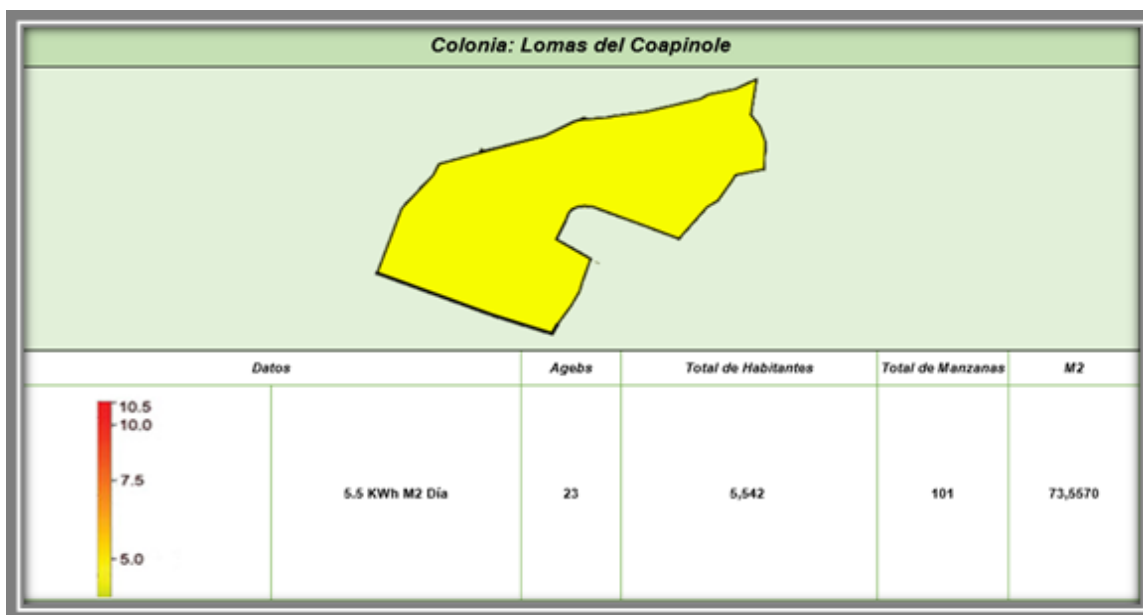 Colonia: Lomas del Coapinole
Datos Agebs Total de Habitantes Total de Manzanas M2
10.5
10.0
7.5
5.0
5.5 KWh M2 Día 23 5,542 101 73,5570